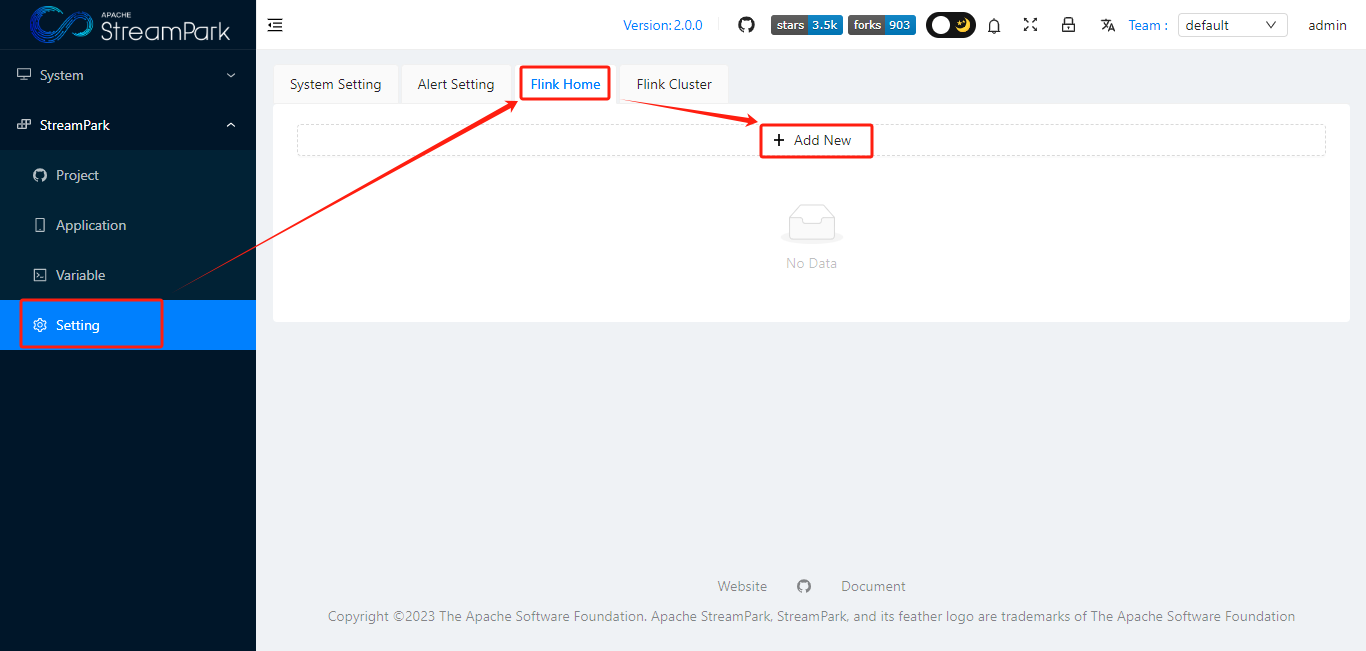 APACHE
StreamPark
Version: 2.0.0
stars 3.5k
forks 903
Team :
default
admin
System
StreamPark
Project
Application
Variable
Setting
System Setting
Alert Setting
Flink Home
Flink Cluster
+ Add New
No Data
Website
Document
Copyright ©2023 The Apache Software Foundation. Apache StreamPark, StreamPark, and its feather logo are trademarks of The Apache Software Foundation